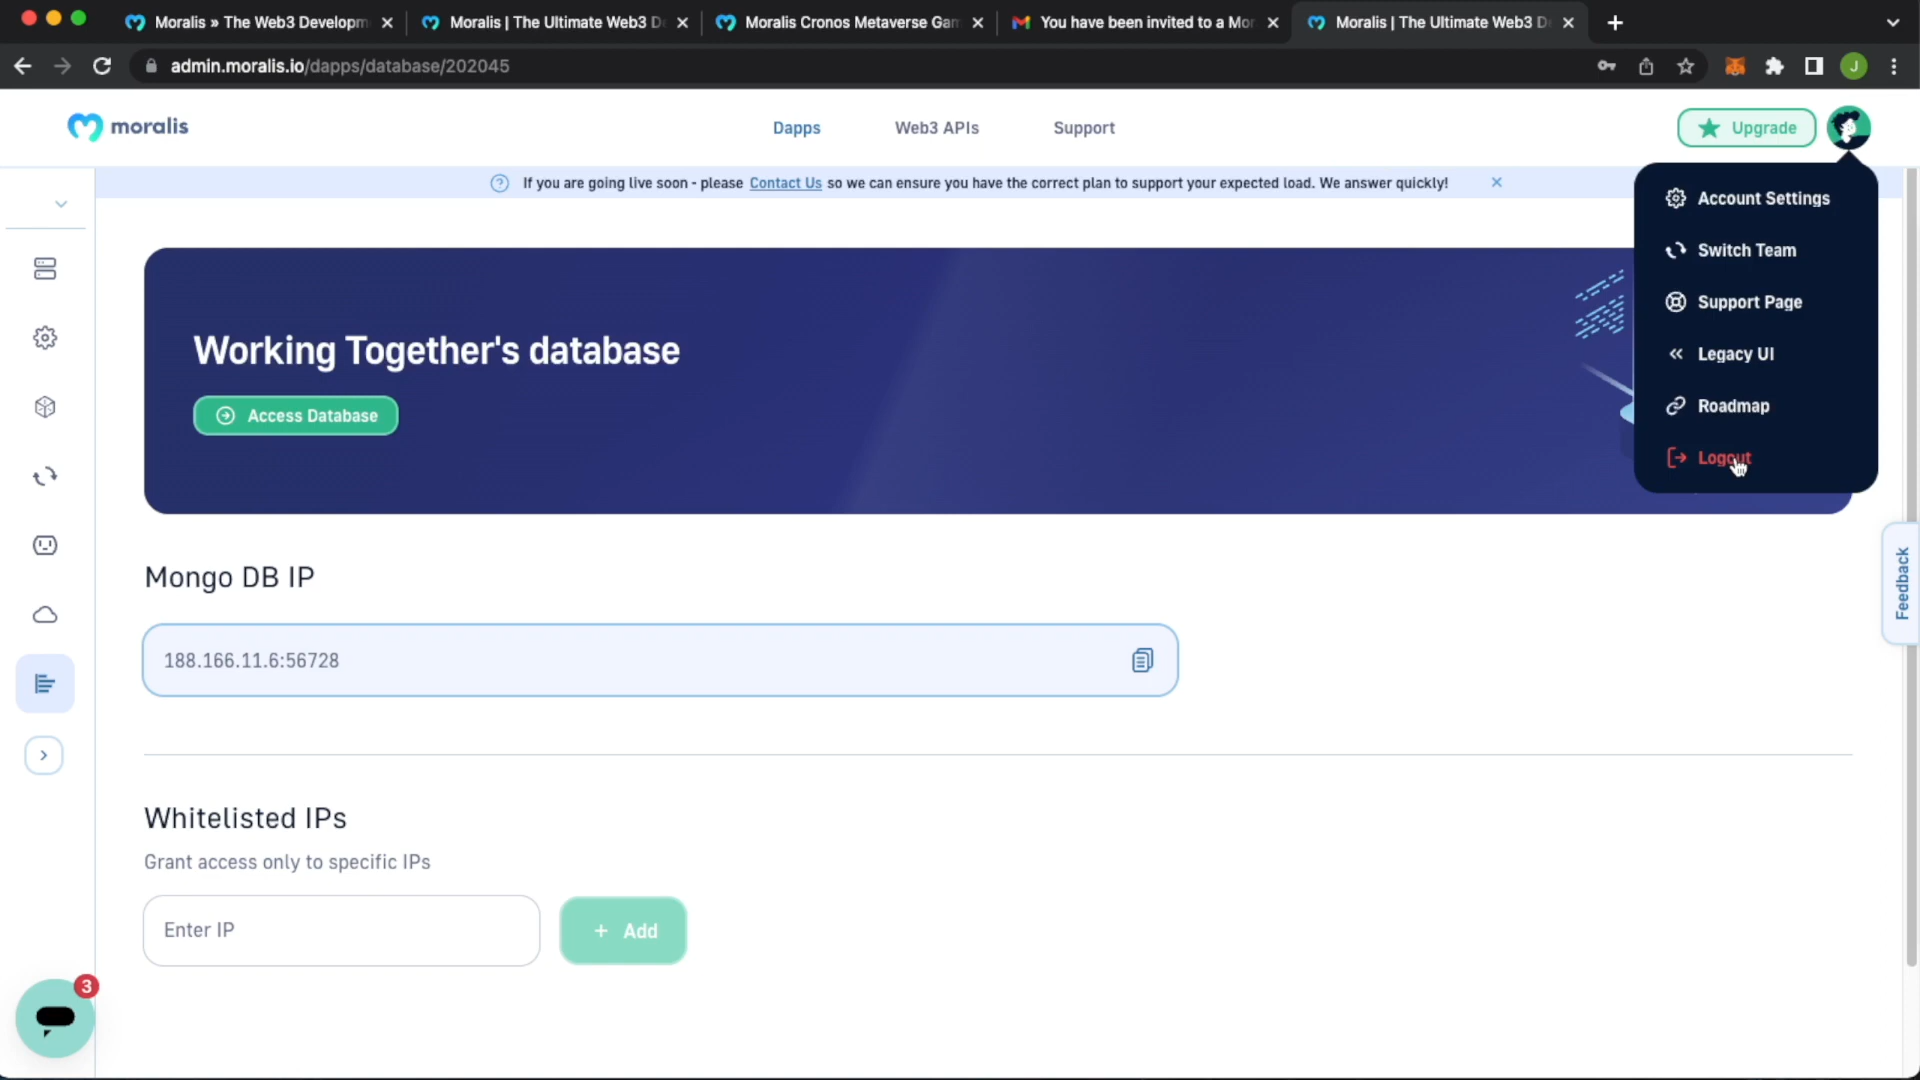 Moralis » The Web3 Developm
Moralis | The Ultimate Web3 D
Moralis Cronos Metaverse Gam
You have been invited to a Mor
Moralis | The Ultimate Web3 D
admin.moralis.io/dapps/database/202045
J
moralis
Dapps
Web3 APIs
Support
Upgrade
If you are going live soon - please Contact Us so we can ensure you have the correct plan to support your expected load. We answer quickly!
Account Settings
Switch Team
Support Page
Legacy UI
Roadmap
Logout
Working Together's database
Access Database
Feedback
Mongo DB IP
188.166.11.6:56728
Whitelisted IPs
Grant access only to specific IPs
Enter IP
+ Add
3